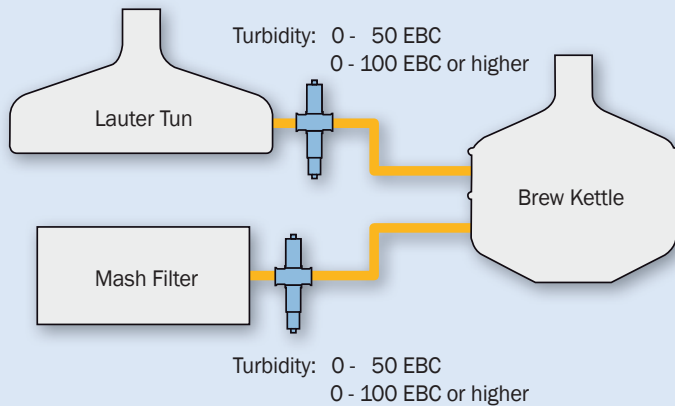 Turbidity: 0 - 50 EBC
0 - 100 EBC or higher
Lauter Tun
Brew Kettle
Mash Filter
Turbidity: 0 - 50 EBC
0 - 100 EBC or higher